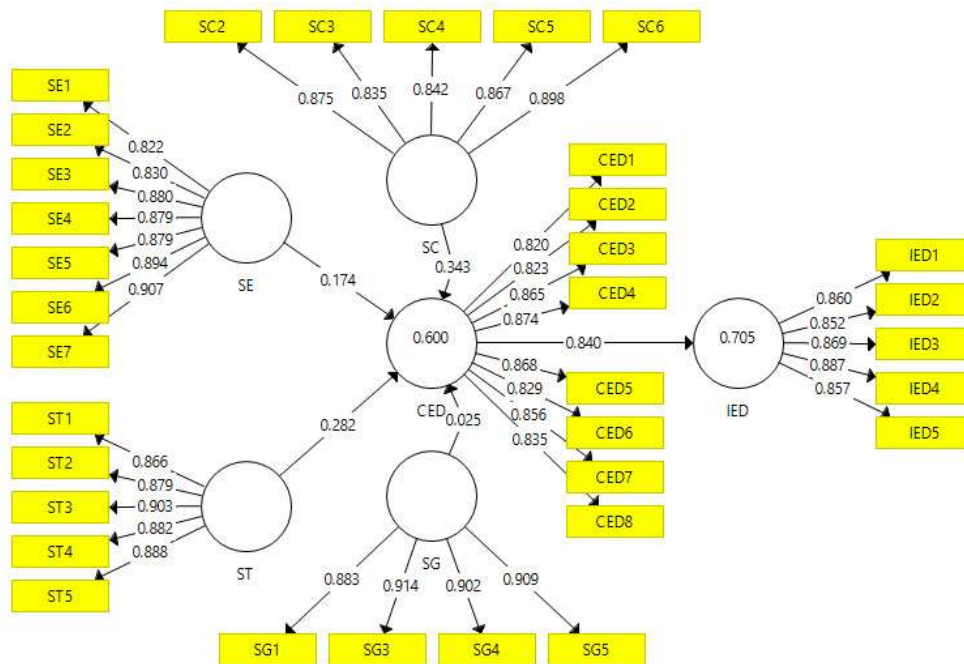 SC2 SC3 SC4 SC5 SC6
0.875 0.835 0.842 0.867 0.898
SC
0.343
SE1
SE2
SE3
SE4
SE5
SE6
SE7
0.822
0.830
0.880
0.879
0.879
0.894
0.907
SE
0.174
CED1
CED2
CED3
CED4
0.820
0.823
0.865
0.874
0.600
CED
0.840
0.868
0.829
0.856
0.835
CED5
CED6
CED7
CED8
0.705
IED
0.860
0.852
0.869
0.887
0.857
IED1
IED2
IED3
IED4
IED5
ST1
ST2
ST3
ST4
ST5
0.866
0.879
0.903
0.882
0.888
ST
0.282
0.025
SG
0.883 0.914 0.902 0.909
SG1 SG3 SG4 SG5